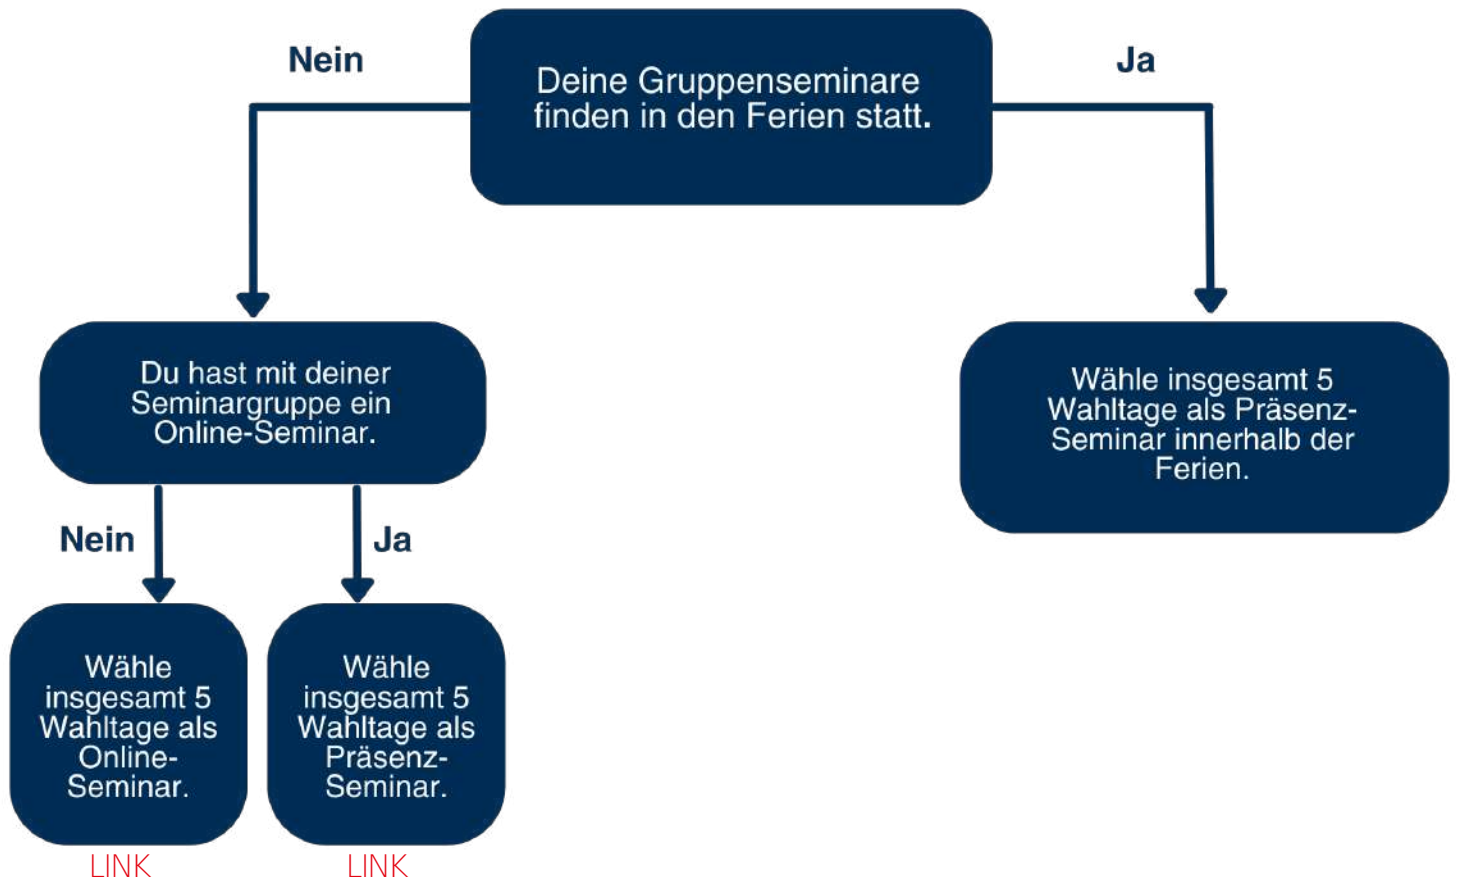 Nein
Deine Gruppenseminare
finden in den Ferien statt.
Ja
Du hast mit deiner
Seminargruppe ein
Online-Seminar.
Wähle insgesamt 5
Wahltage als Präsenz-
Seminar innerhalb der
Ferien.
Nein
Ja
Wähle
insgesamt 5
Wahltage als
Online-
Seminar.
Wähle
insgesamt 5
Wahltage als
Präsenz-
Seminar.
LINK
LINK